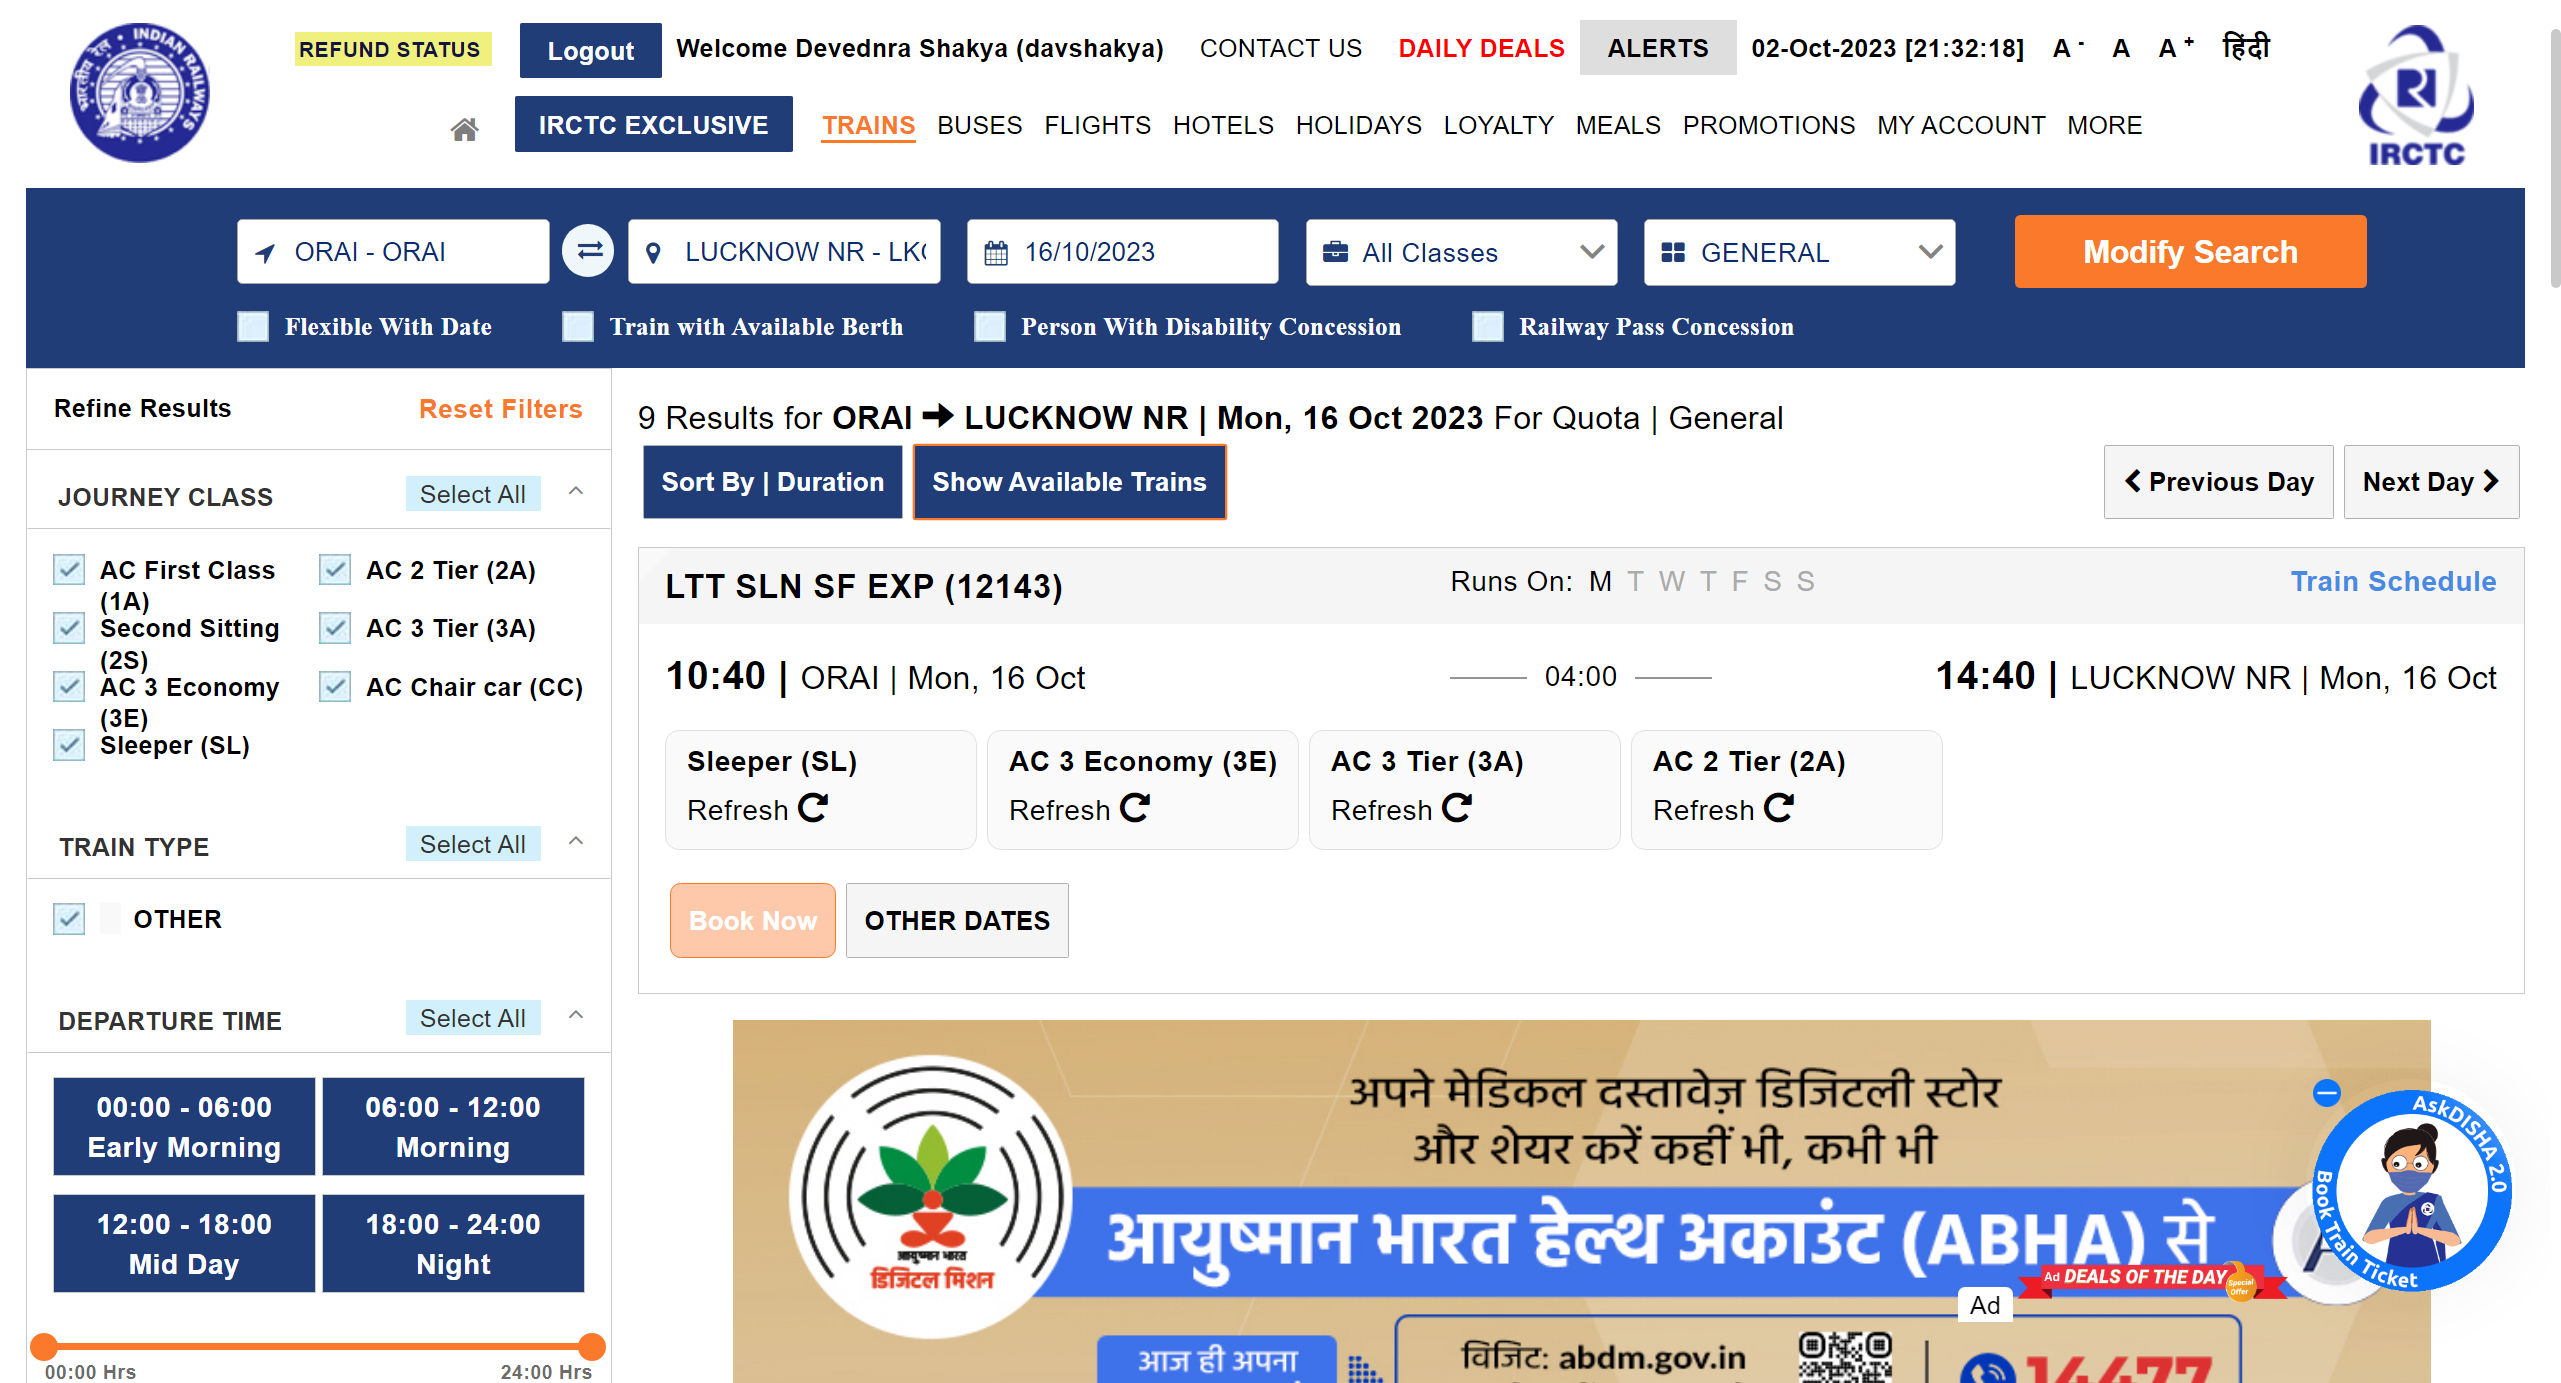 REFUND STATUS
Logout
Welcome Devednra Shakya (davshakya)
CONTACT US
DAILY DEALS
ALERTS
02-Oct-2023 [21:32:18]
A - A A + हिंदी
भारतीय रेल INDIAN RAILWAYS
IRCTC EXCLUSIVE
TRAINS BUSES FLIGHTS HOTELS HOLIDAYS LOYALTY MEALS PROMOTIONS MY ACCOUNT MORE
IRCTC
ORAI - ORAI
LUCKNOW NR - LK
16/10/2023
All Classes
GENERAL
Modify Search
Flexible With Date
Train with Available Berth
Person With Disability Concession
Railway Pass Concession
Refine Results
Reset Filters
JOURNEY CLASS
Select All
AC First Class (1A)
AC 2 Tier (2A)
Second Sitting (2S)
AC 3 Tier (3A)
AC 3 Economy (3E)
AC Chair car (CC)
Sleeper (SL)
TRAIN TYPE
Select All
OTHER
DEPARTURE TIME
Select All
00:00 - 06:00
Early Morning
06:00 - 12:00
Morning
12:00 - 18:00
Mid Day
18:00 - 24:00
Night
00:00 Hrs
24:00 Hrs
9 Results for ORAI ➔ LUCKNOW NR | Mon, 16 Oct 2023 For Quota | General
Sort By | Duration
Show Available Trains
Previous Day
Next Day
LTT SLN SF EXP (12143)
Runs On: M T W T F S S
Train Schedule
10:40 | ORAI | Mon, 16 Oct
04:00
14:40 | LUCKNOW NR | Mon, 16 Oct
Sleeper (SL)
Refresh
AC 3 Economy (3E)
Refresh
AC 3 Tier (3A)
Refresh
AC 2 Tier (2A)
Refresh
Book Now
OTHER DATES
अपने मेडिकल दस्तावेज़ डिजिटली स्टोर
और शेयर करें कहीं भी, कभी भी
आयुष्मान भारत हेल्थ अकाउंट (ABHA) से
आयुष्मान भारत
डिजिटल मिशन
आज ही अपना
विजिट: abdm.gov.in
14477
Ad
Ad DEALS OF THE DAY
Special Offer
AskDISHA 2.0
Book Train Ticket